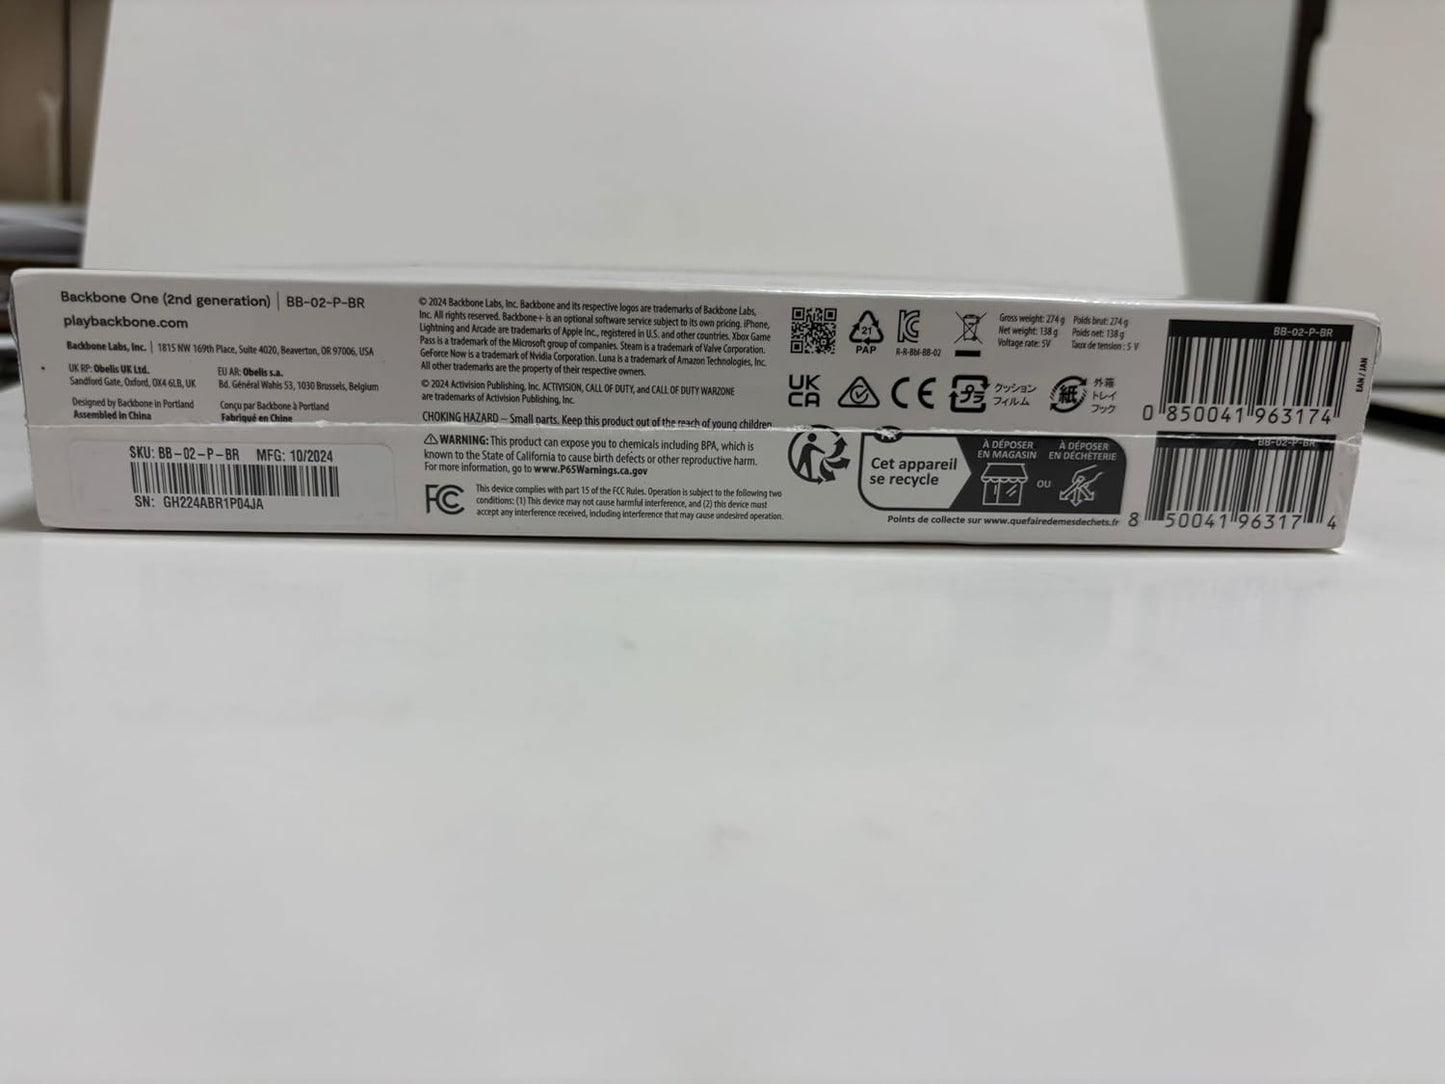 Backbone One (2nd generation) | BB-02-P-BR
playbackbone.com
Backbone Labs, Inc. | 1815 NW 169th Place, Suite 4020, Beaverton, OR 97006, USA
UK RP: Obelis UK Ltd.
Sandford Gate, Oxford, OX4 6LB, UK
EU AR: Obelis s.a.
Bd. Général Wahis 53, 1030 Brussels, Belgium
Designed by Backbone in Portland
Assembled in China
Conçu par Backbone à Portland
Fabriqué en Chine
SKU: BB-02-P-BR MFG: 10/2024
SN: GH224ABR1P04JA
© 2024 Backbone Labs, Inc. Backbone and its respective logos are trademarks of Backbone Labs,
Inc. All rights reserved. Backbone+ is an optional software service subject to its own pricing. iPhone,
Lightning and Arcade are trademarks of Apple Inc., registered in U.S. and other countries. Xbox Game
Pass is a trademark of the Microsoft group of companies. Steam is a trademark of Valve Corporation.
GeForce Now is a trademark of Nvidia Corporation. Luna is a trademark of Amazon Technologies, Inc.
All other trademarks are the property of their respective owners.
© 2024 Activision Publishing, Inc. ACTIVISION, CALL OF DUTY, and CALL OF DUTY WARZONE
are trademarks of Activision Publishing, Inc.
CHOKING HAZARD – Small parts. Keep this product out of the reach of young children
⚠ WARNING: This product can expose you to chemicals including BPA, which is
known to the State of California to cause birth defects or other reproductive harm.
For more information, go to www.P65Warnings.ca.gov
FC
This device complies with part 15 of the FCC Rules. Operation is subject to the following two
conditions: (1) This device may not cause harmful interference, and (2) this device must
accept any interference received, including interference that may cause undesired operation.
21
PAP
R-R-BbI-BB-02
Gross weight: 274 g
Net weight: 138 g
Voltage rate: 5V
Poids brut: 274 g
Poids net: 138 g
Taux de tension : 5 V
UK
CA
CE
プラ
クッション
フィルム
紙
外箱
トレイ
フック
Cet appareil
se recycle
À DÉPOSER
EN MAGASIN
OU
À DÉPOSER
EN DÉCHÈTERIE
Points de collecte sur www.quefairedemesdechets.fr
BB-02-P-BR
0 850041 963174
EAN / JAN
BB-02-P-BR
8 50041 96317 4